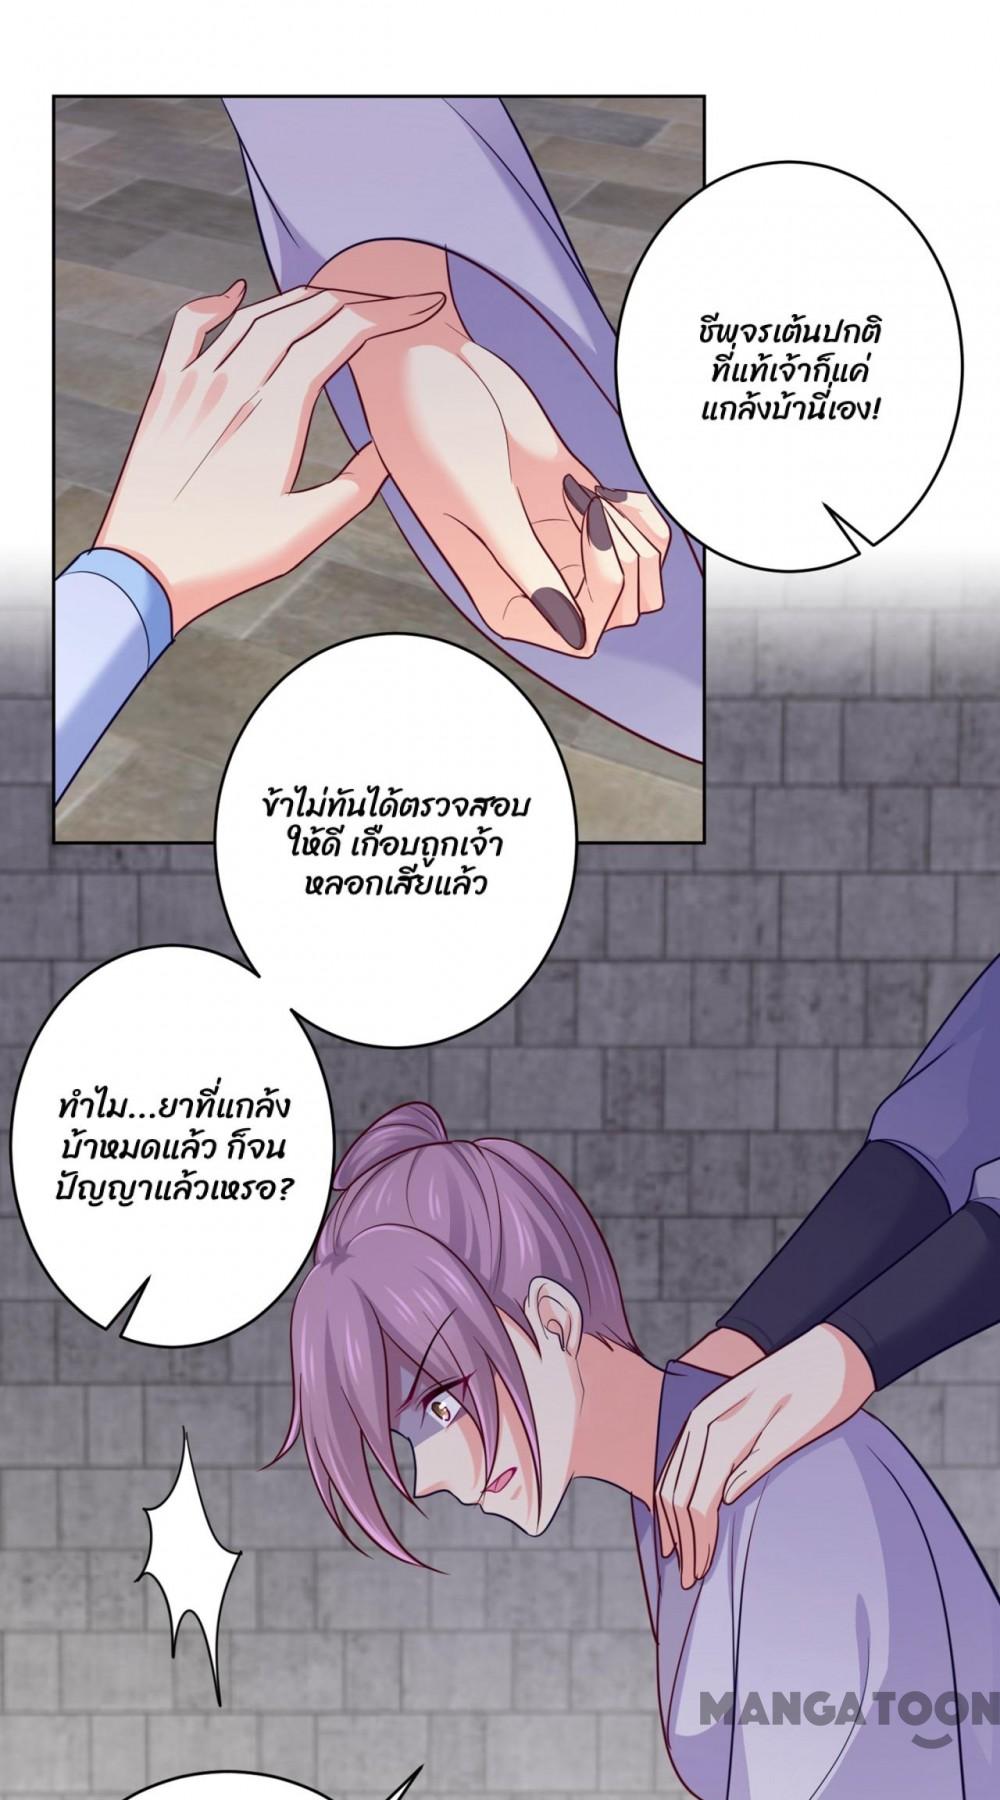 ชีพจรเต้นปกติ
ที่แท้เจ้าก็แค่
แกล้งบ้านี่เอง!
ข้าไม่ทันได้ตรวจสอบ
ให้ดี เกือบถูกเจ้า
หลอกเสียแล้ว
ทำไม...ยาที่แกล้ง
บ้าหมดแล้ว ก็จน
ปัญญาแล้วเหรอ?
MANGATOON